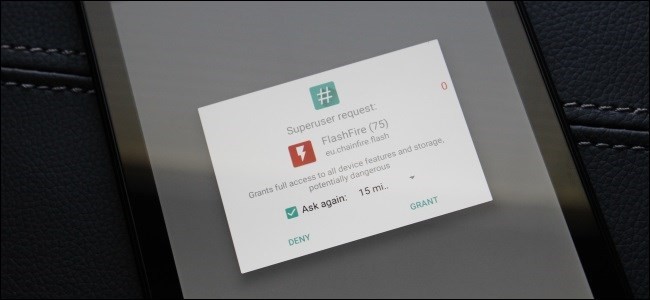 #
Superuser request:
0
FlashFire (75)
eu.chainfire.flash
Grants full access to all device features and storage,
potentially dangerous
Ask again: 15 mi..
DENY
GRANT